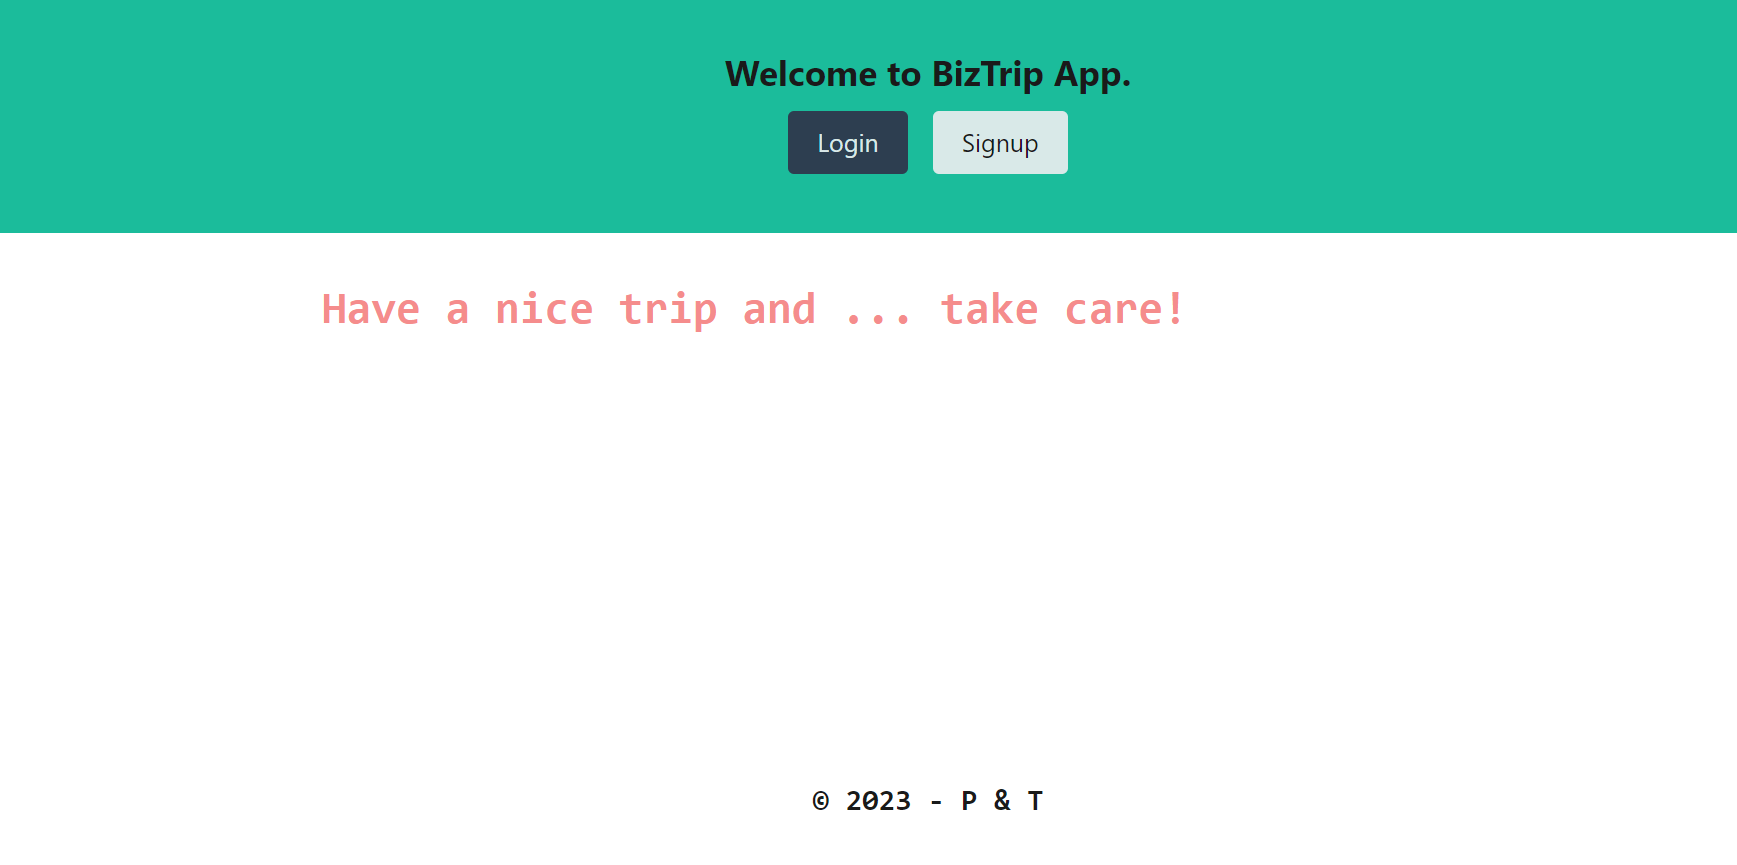 Welcome to BizTrip App.
Login Signup
Have a nice trip and ... take care!
© 2023 - P & T